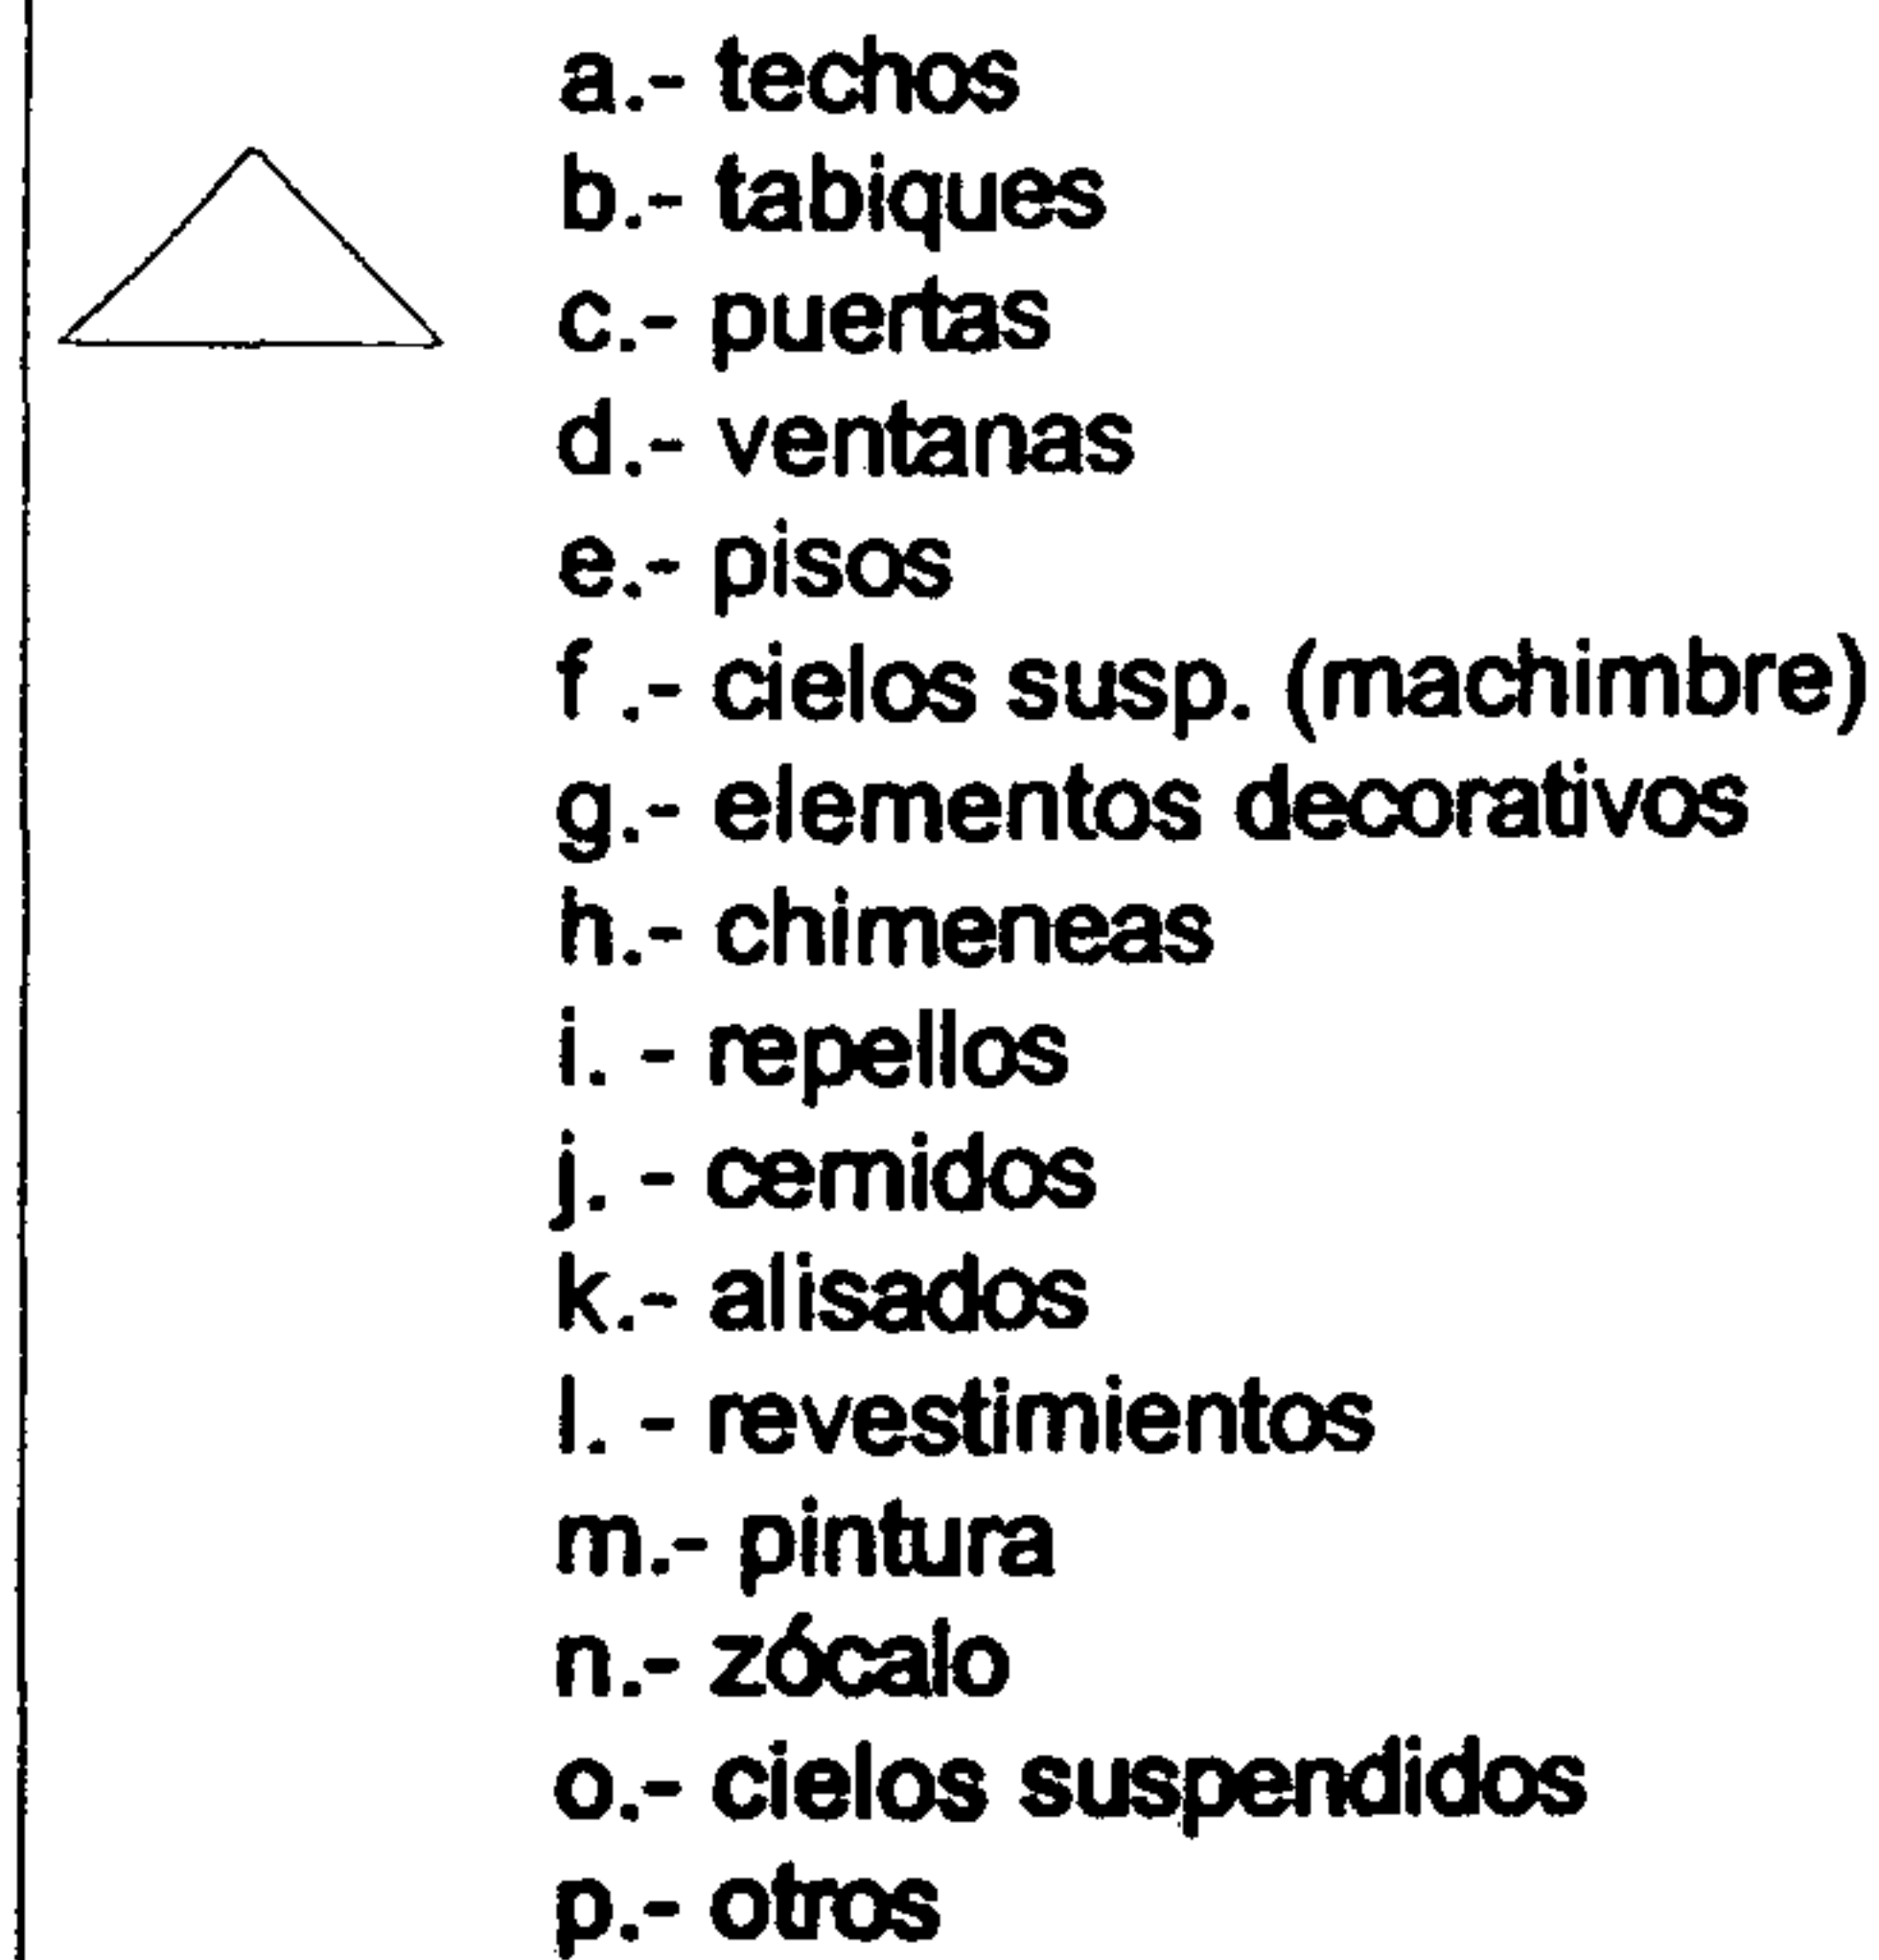 a.- techos
b.- tabiques
c.- puertas
d.- ventanas
e.- pisos
f .- cielos susp. (machimbre)
g.- elementos decorativos
h.- chimeneas
i. - repellos
j. - cernidos
k.- alisados
l. - revestimientos
m.- pintura
n.- zócalo
o.- cielos suspendidos
p.- otros